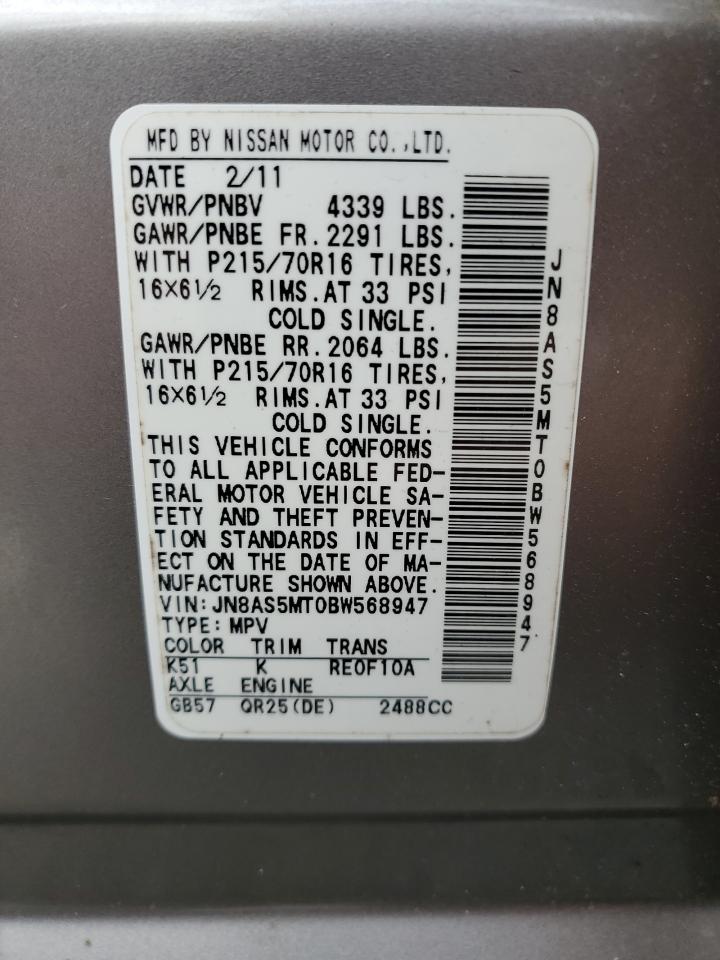 MFD BY NISSAN MOTOR CO.,LTD.
DATE 2/11
GVWR/PNBV 4339 LBS.
GAWR/PNBE FR.2291 LBS.
WITH P215/70R16 TIRES,
16×6½ RIMS.AT 33 PSI
COLD SINGLE.
GAWR/PNBE RR.2064 LBS.
WITH P215/70R16 TIRES,
16×6½ RIMS.AT 33 PSI
COLD SINGLE.
THIS VEHICLE CONFORMS
TO ALL APPLICABLE FED-
ERAL MOTOR VEHICLE SA-
FETY AND THEFT PREVEN-
TION STANDARDS IN EFF-
ECT ON THE DATE OF MA-
NUFACTURE SHOWN ABOVE.
VIN:JN8AS5MT0BW568947
TYPE:MPV
COLOR TRIM TRANS
K51 K RE0F10A
AXLE ENGINE
GB57 QR25(DE) 2488CC
JN8AS5MT0BW568947